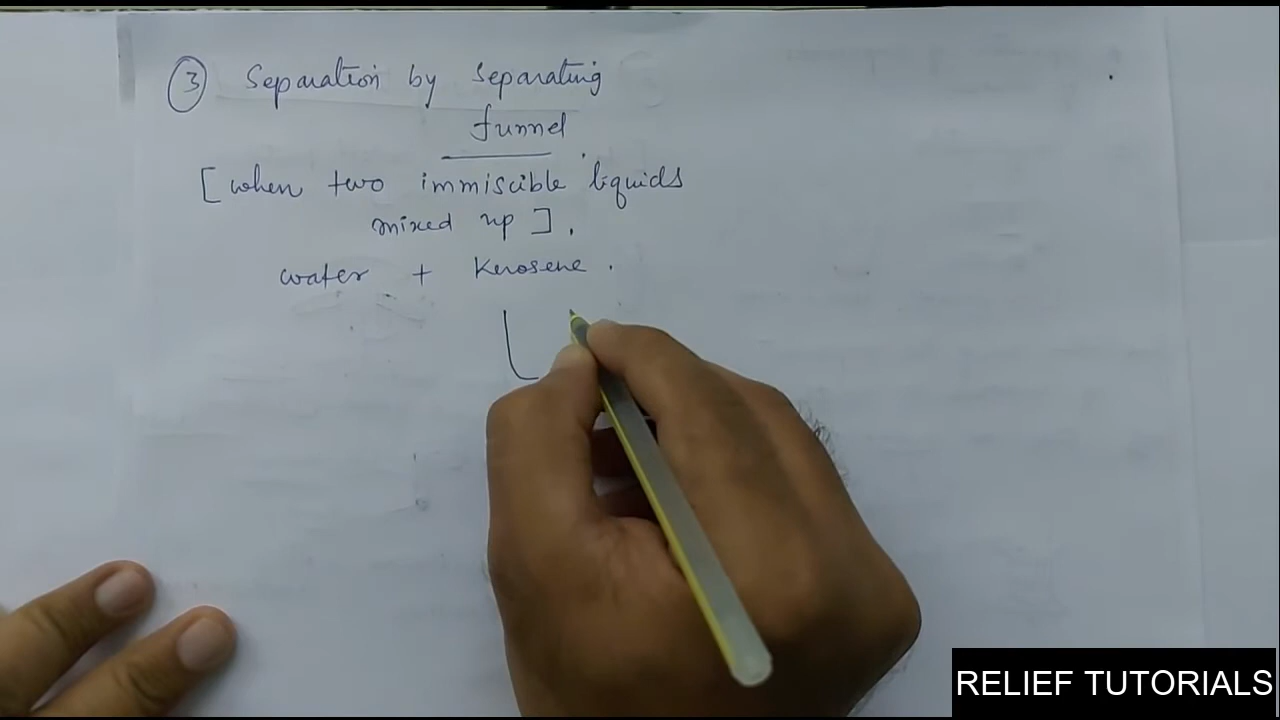 3 Separation by separating
funnel.
[when two immiscible liquids
mixed up].
water + Kerosene.
RELIEF TUTORIALS